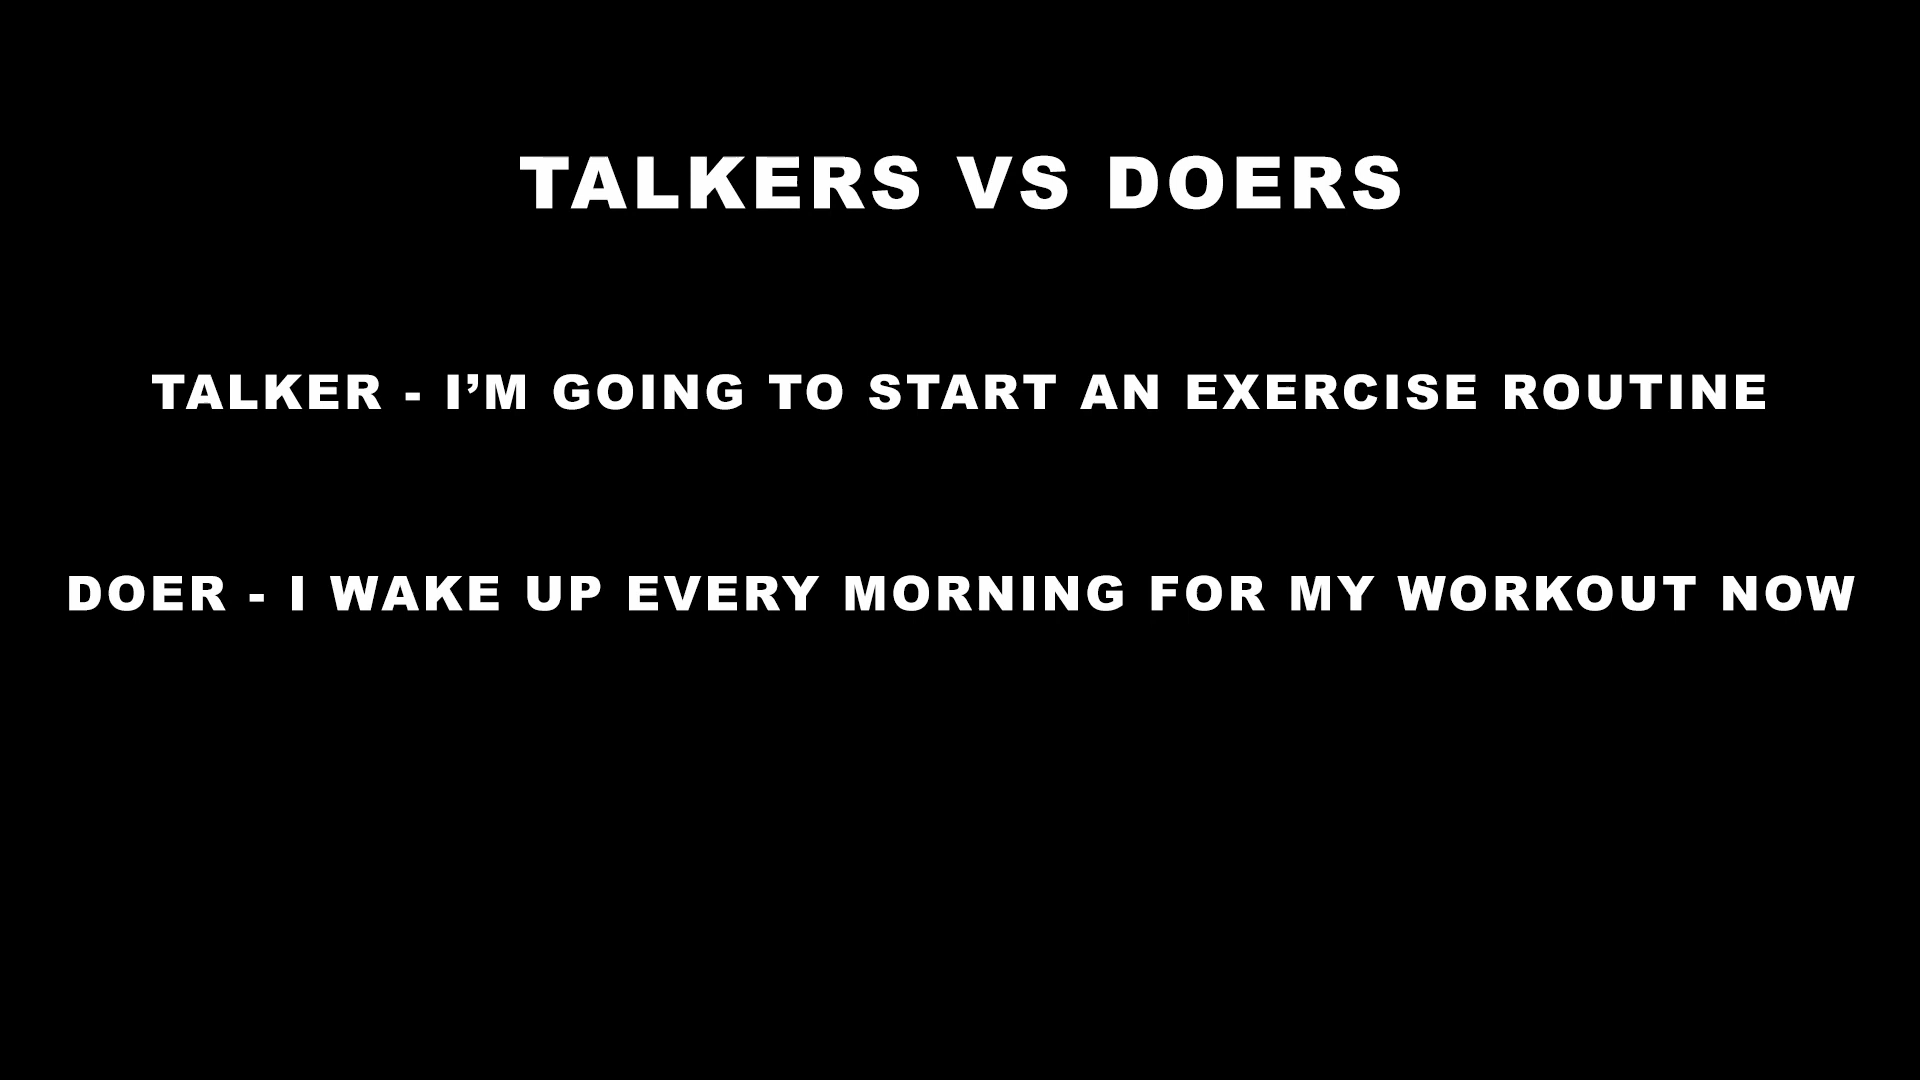 TALKERS VS DOERS
TALKER - I’M GOING TO START AN EXERCISE ROUTINE
DOER - I WAKE UP EVERY MORNING FOR MY WORKOUT NOW